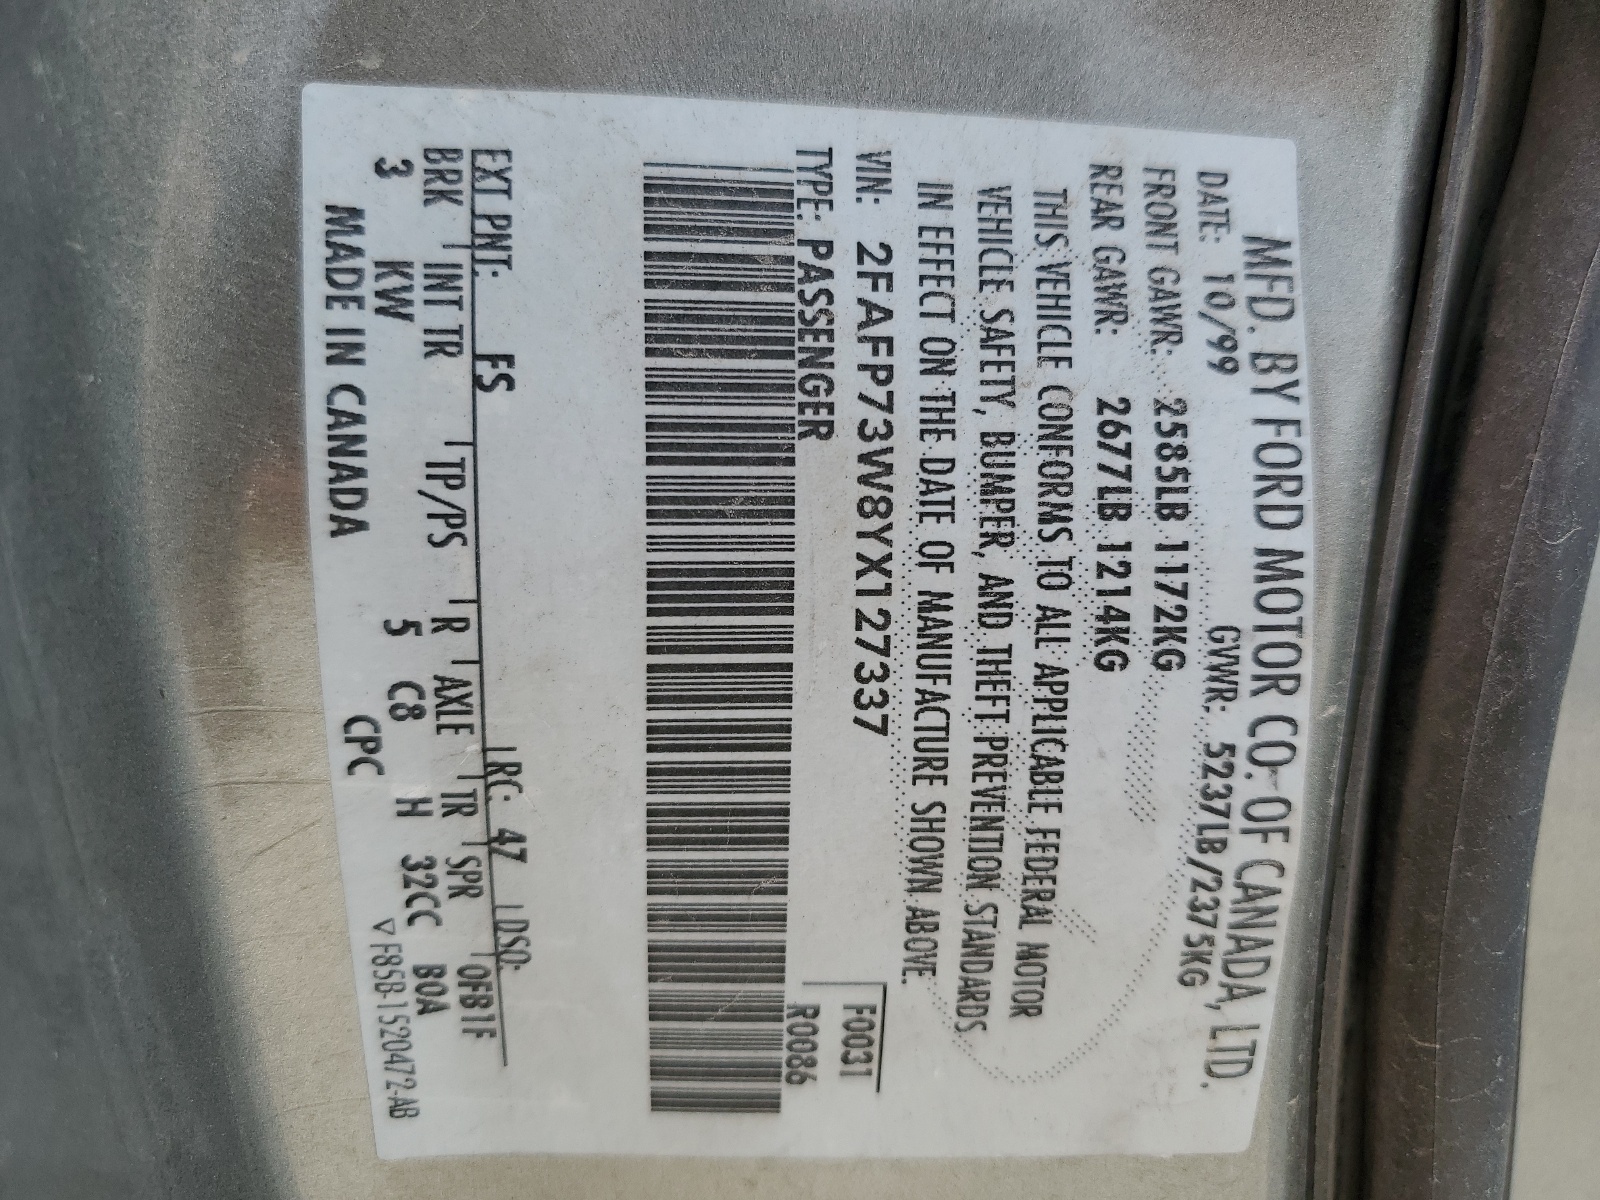 MFD. BY FORD MOTOR CO. OF CANADA, LTD.
DATE: 10/99 GVWR: 5237LB/2375KG
FRONT GAWR: 2585LB 1172KG
REAR GAWR: 2677LB 1214KG
THIS VEHICLE CONFORMS TO ALL APPLICABLE FEDERAL MOTOR
VEHICLE SAFETY, BUMPER, AND THEFT PREVENTION STANDARDS
IN EFFECT ON THE DATE OF MANUFACTURE SHOWN ABOVE.
VIN: 2FAFP73W8YX127337 F0031
TYPE: PASSENGER R0086
EXT PNT: FS RC: 47 DSO:
BRK INT TR TP/PS R AXLE TR SPR OFB1F
3 KW 5 C8 H 32CC BOA
MADE IN CANADA CPC ▽F85B-1520472-AB